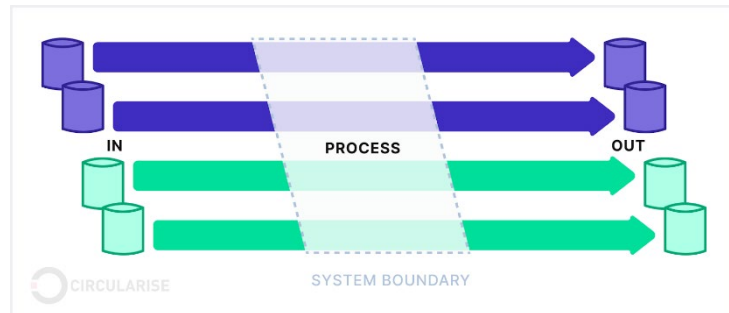 IN
PROCESS
OUT
SYSTEM BOUNDARY
CIRCULARISE